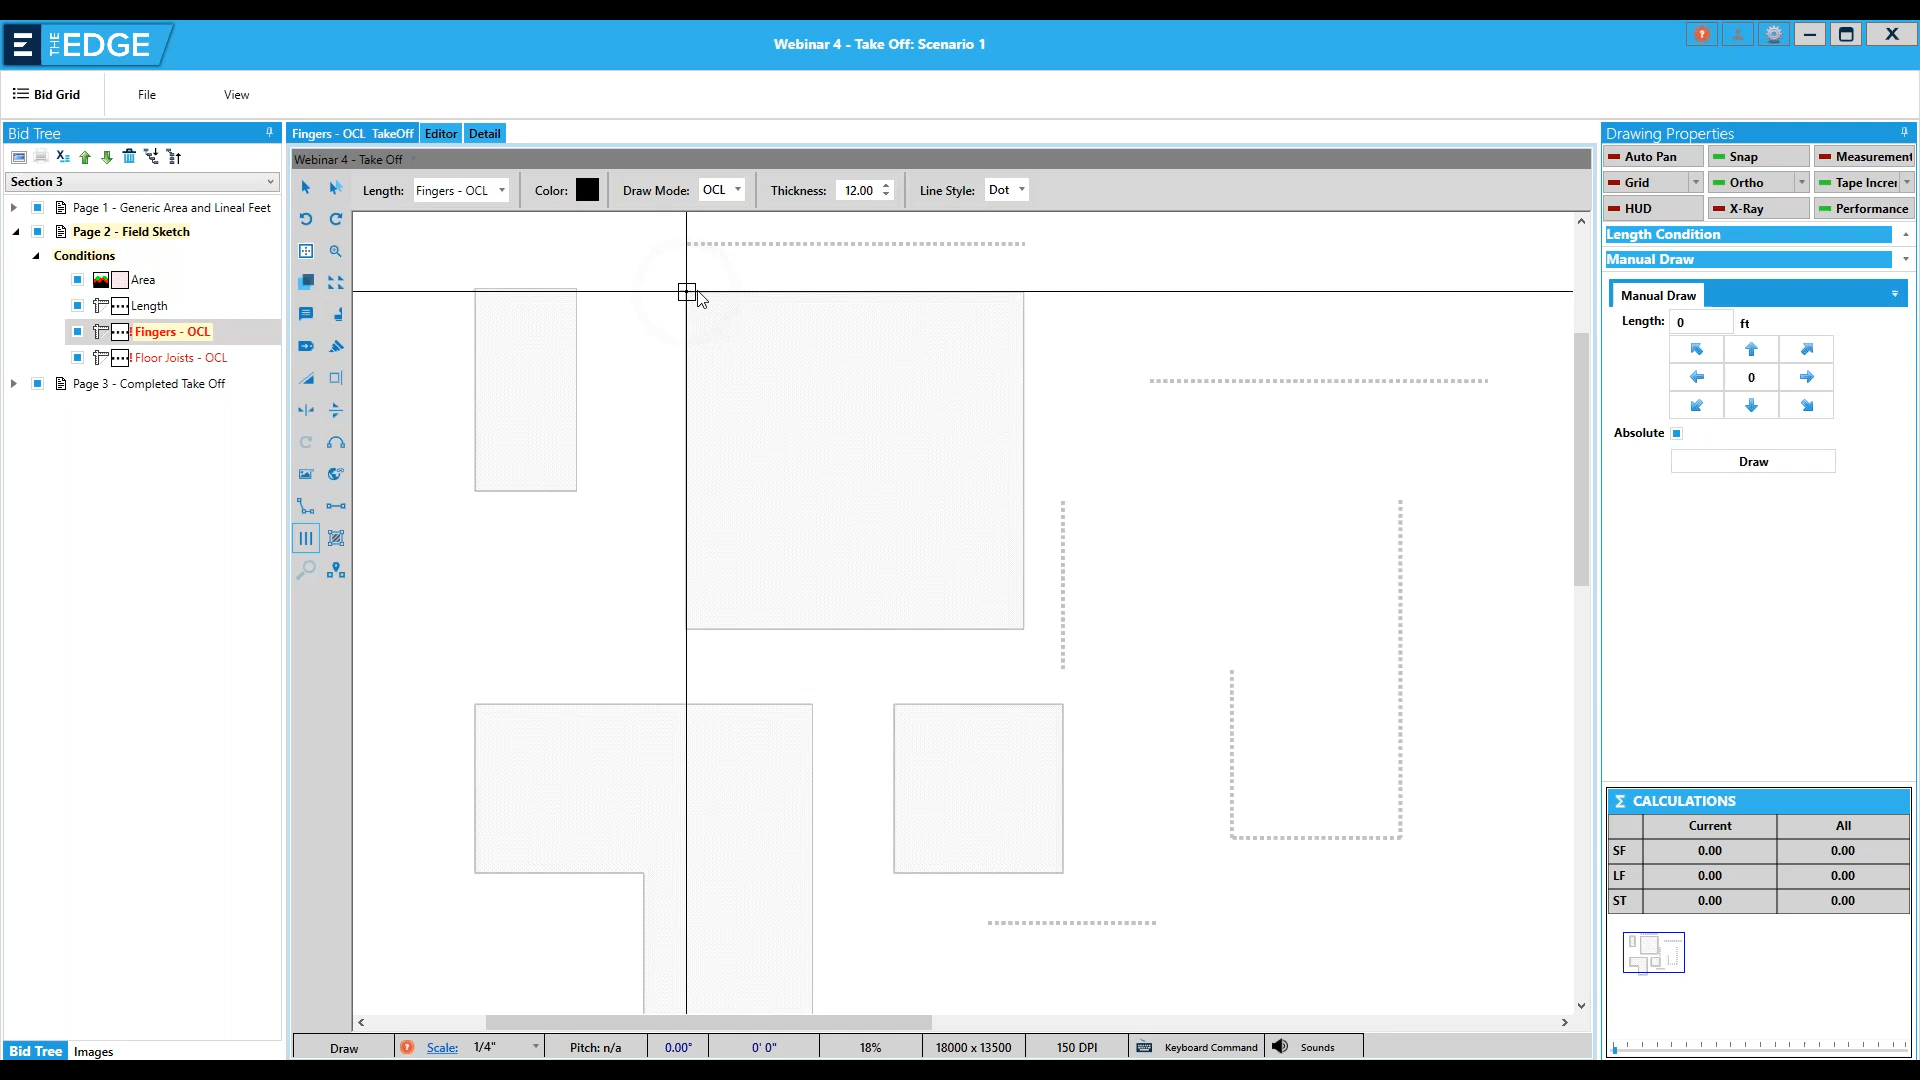 THE EDGE
Webinar 4 - Take Off: Scenario 1
Bid Grid File View
Bid Tree
Section 3
Page 1 - Generic Area and Lineal Feet
Page 2 - Field Sketch
Conditions
Area
Length
! Fingers - OCL
! Floor Joists - OCL
Page 3 - Completed Take Off
Bid Tree Images
Fingers - OCL TakeOff Editor Detail
Webinar 4 - Take Off
Length: Fingers - OCL Color: Draw Mode: OCL Thickness: 12.00 Line Style: Dot
Draw Scale: 1/4" Pitch: n/a 0.00° 0' 0" 18% 18000 x 13500 150 DPI Keyboard Command Sounds
Drawing Properties
Auto Pan Snap Measurement
Grid Ortho Tape Increr
HUD X-Ray Performance
Length Condition
Manual Draw
Manual Draw
Length: 0 ft
0
Absolute
Draw
Σ CALCULATIONS
Current All
SF 0.00 0.00
LF 0.00 0.00
ST 0.00 0.00